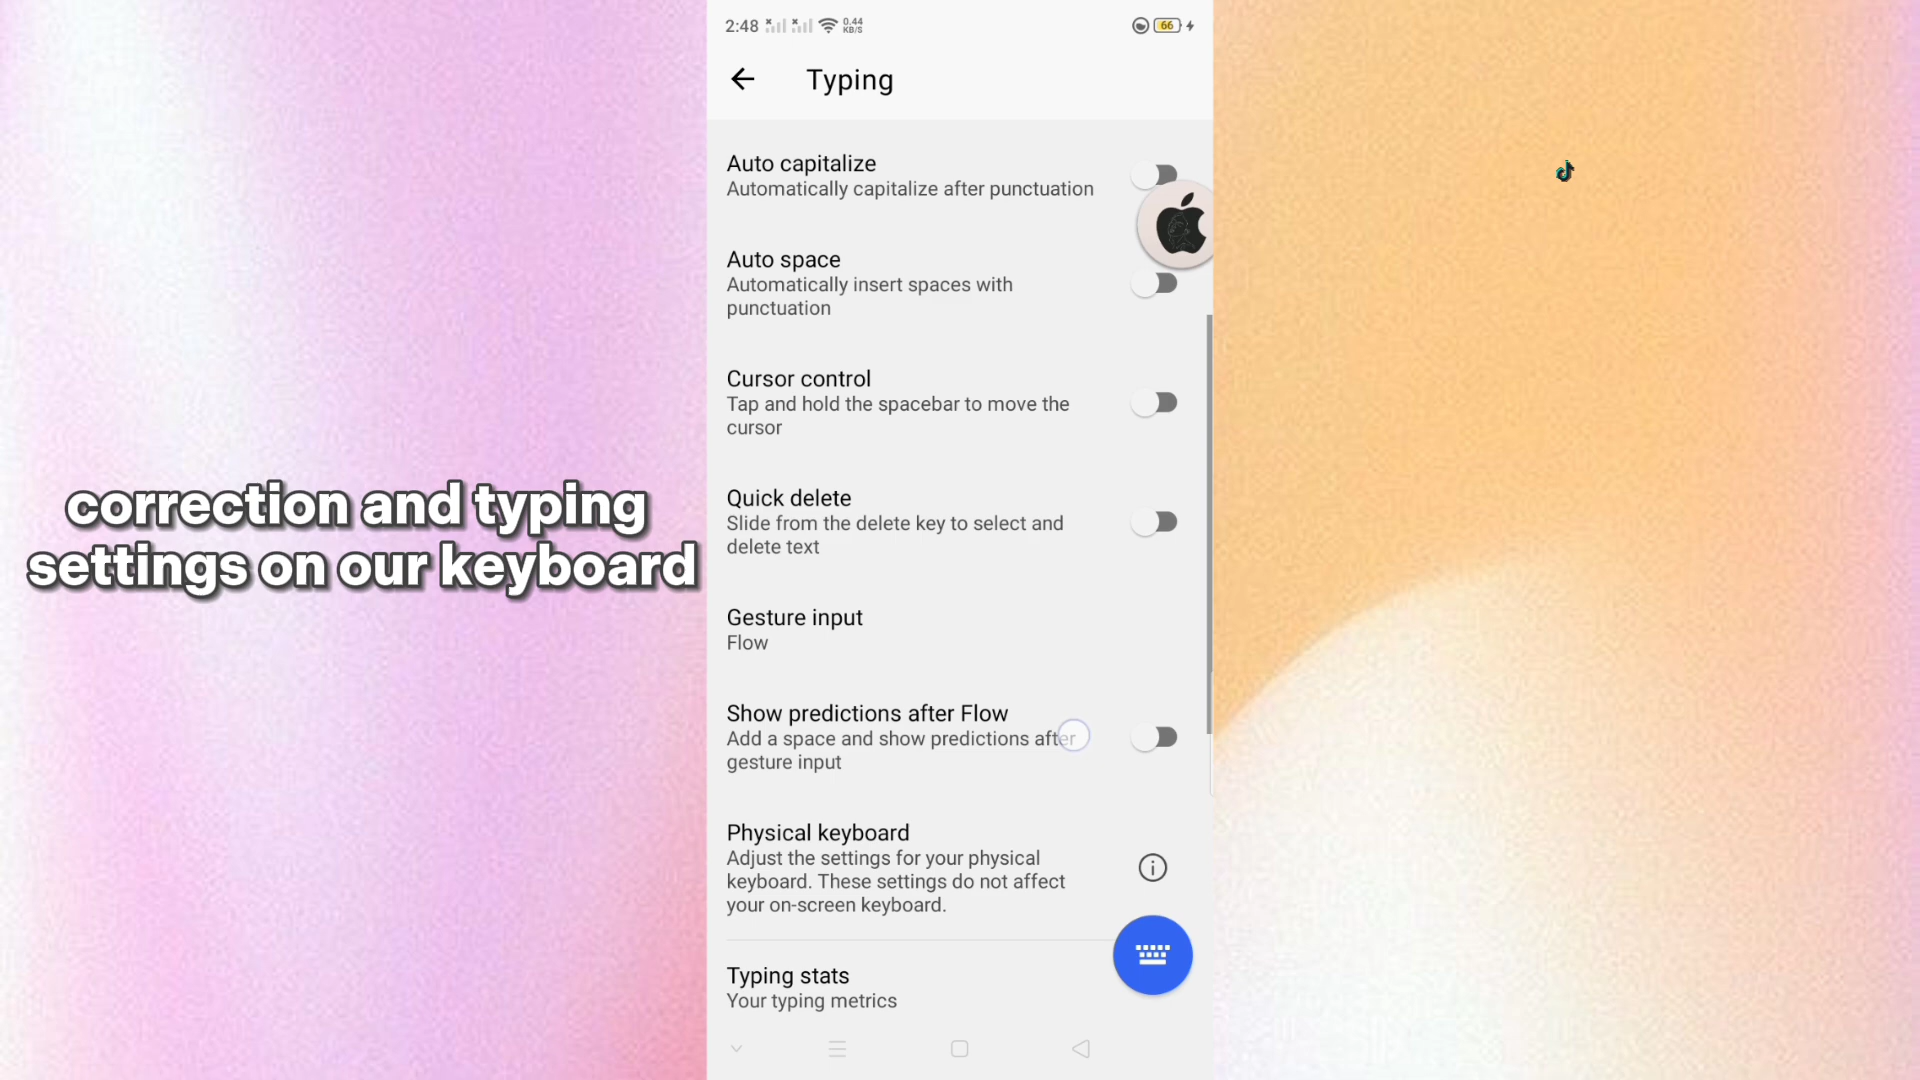 2:48
0.44
KB/S
66
Typing
Auto capitalize
Automatically capitalize after punctuation
Auto space
Automatically insert spaces with
punctuation
Cursor control
Tap and hold the spacebar to move the
cursor
Quick delete
Slide from the delete key to select and
delete text
Gesture input
Flow
Show predictions after Flow
Add a space and show predictions after
gesture input
Physical keyboard
Adjust the settings for your physical
keyboard. These settings do not affect
your on-screen keyboard.
Typing stats
Your typing metrics
correction and typing
settings on our keyboard